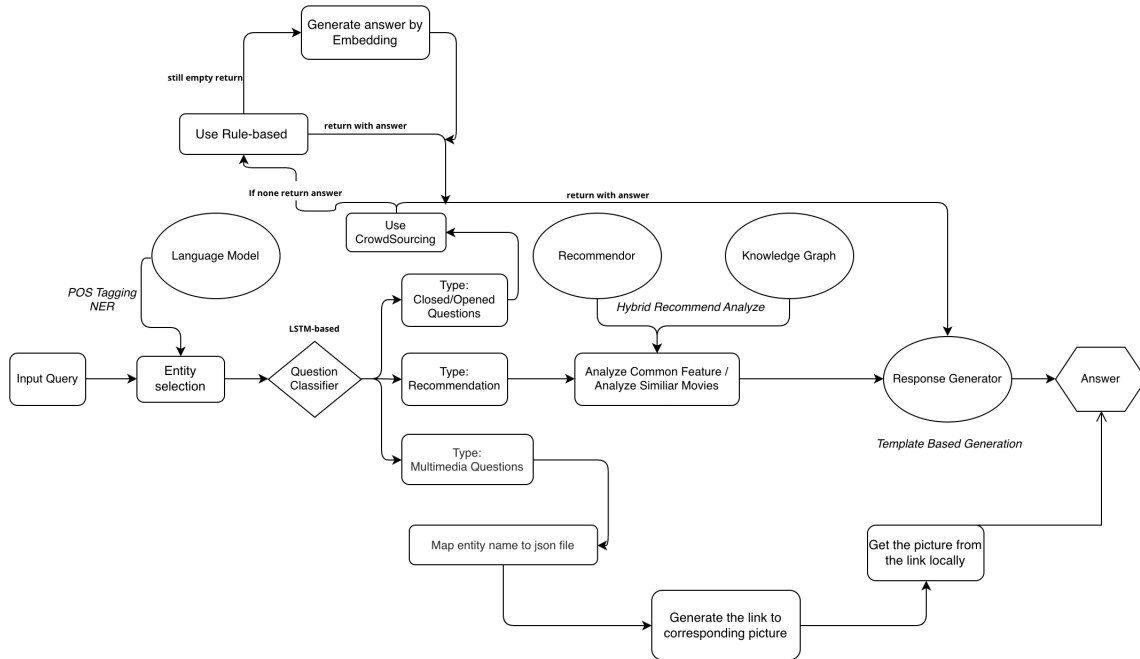 Generate answer by
Embedding
still empty return
Use Rule-based
return with answer
If none return answer
return with answer
Use
CrowdSourcing
Language Model
Recommendor
Knowledge Graph
POS Tagging
NER
Type:
Closed/Opened
Questions
Hybrid Recommend Analyze
LSTM-based
Input Query
Entity
selection
Question
Classifier
Type:
Recommendation
Analyze Common Feature /
Analyze Similiar Movies
Response Generator
Answer
Template Based Generation
Type:
Multimedia Questions
Map entity name to json file
Get the picture from
the link locally
Generate the link to
corresponding picture